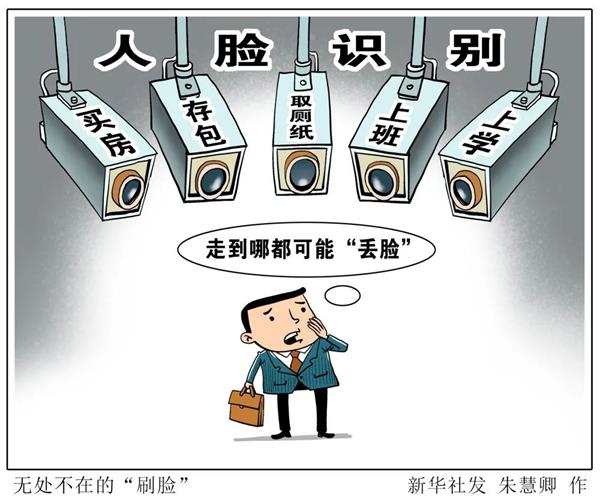 人脸识别
买房
存包
取厕纸
上班
上学
走到哪都可能“丢脸”
无处不在的“刷脸”
新华社发 朱慧卿 作